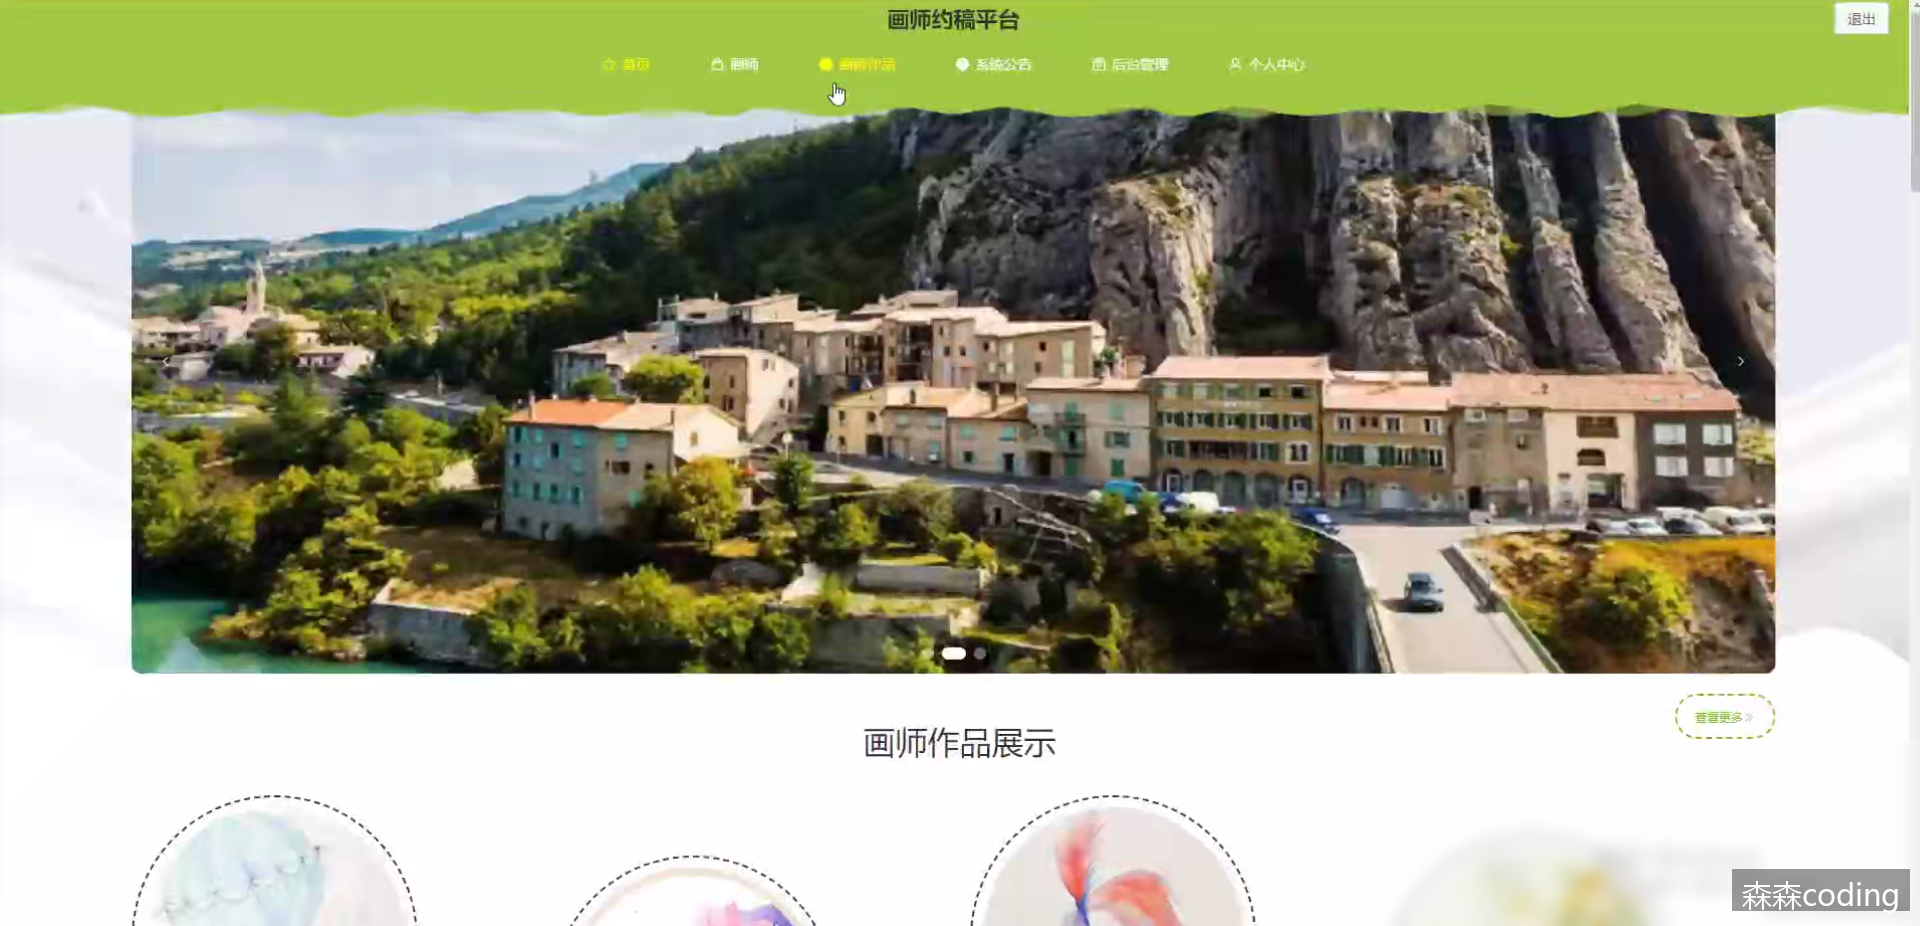 画师约稿平台
退出
首页
画师
画师作品
系统公告
后台管理
个人中心
查看更多
画师作品展示
森森coding